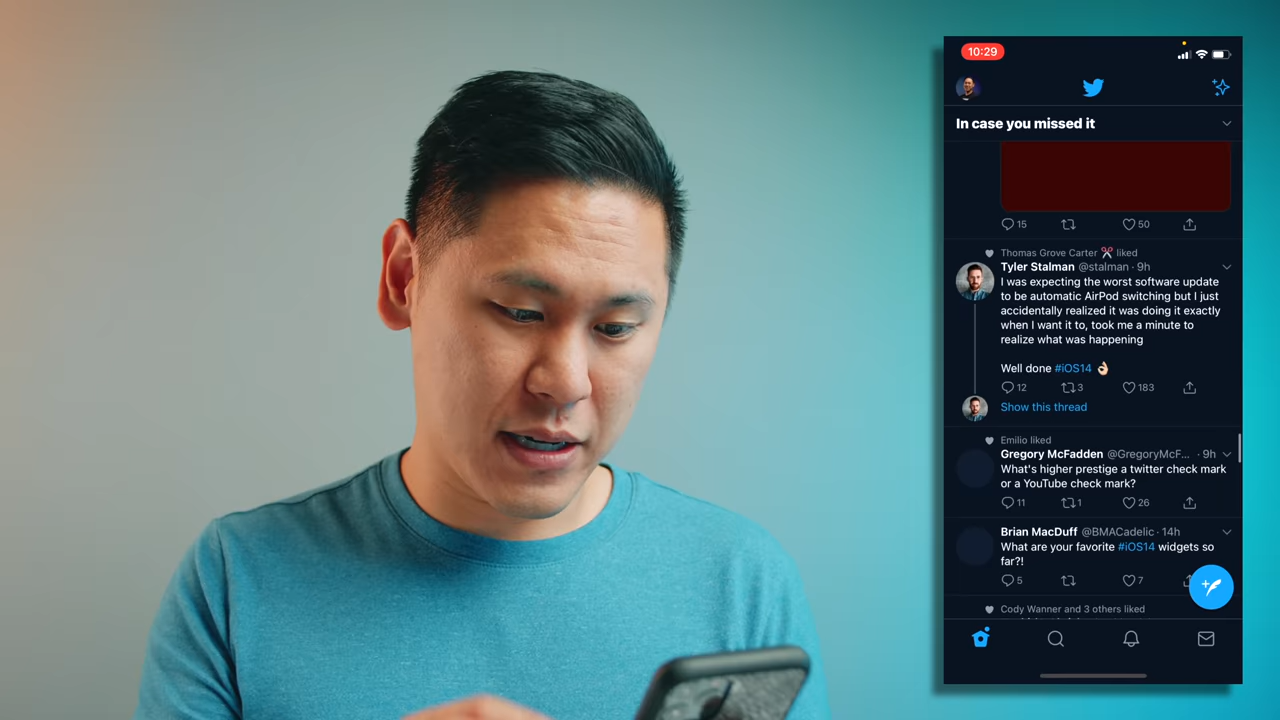 10:29
In case you missed it
15
50
Thomas Grove Carter ✂️ liked
Tyler Stalman @stalman · 9h
I was expecting the worst software update
to be automatic AirPod switching but I just
accidentally realized it was doing it exactly
when I want it to, took me a minute to
realize what was happening
Well done #iOS14 👌🏻
12
3
183
Show this thread
Emilio liked
Gregory McFadden @GregoryMcF... · 9h
What's higher prestige a twitter check mark
or a YouTube check mark?
11
1
26
Brian MacDuff @BMACadelic · 14h
What are your favorite #iOS14 widgets so
far?!
5
7
Cody Wanner and 3 others liked